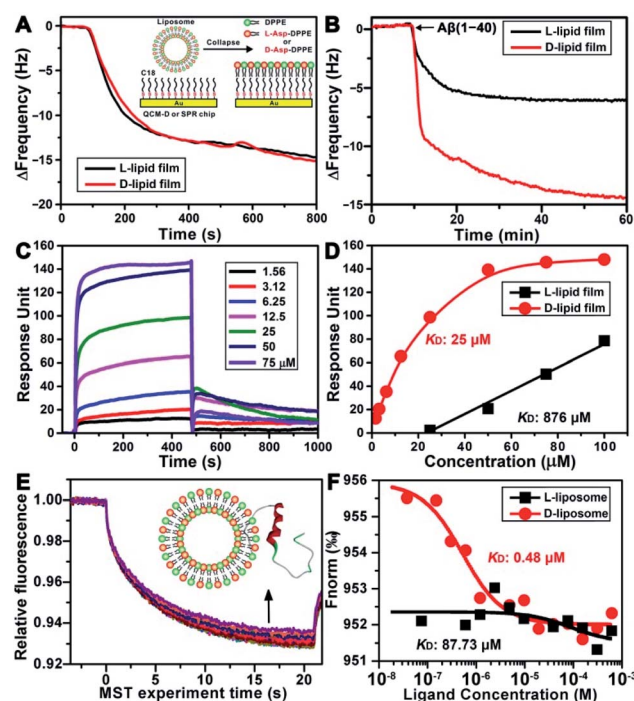 A
ΔFrequency (Hz)
0
−5
−10
−15
−20
0 200 400 600 800
Time (s)
Liposome
Collapse
C18
Au
QCM-D or SPR chip
DPPE
L-Asp-DPPE
or
D-Asp-DPPE
Au
L-lipid film
D-lipid film
B
ΔFrequency (Hz)
0
−5
−10
−15
0 20 40 60
Time (min)
Aβ(1−40)
L-lipid film
D-lipid film
C
Response Unit
160
140
120
100
80
60
40
20
0
0 200 400 600 800 1000
Time (s)
1.56
3.12
6.25
12.5
25
50
75 μM
D
Response Unit
160
140
120
100
80
60
40
20
0
0 20 40 60 80 100
Concentration (μM)
L-lipid film
D-lipid film
KD: 25 μM
KD: 876 μM
E
Relative fluorescence
1.00
0.98
0.96
0.94
0.92
0 5 10 15 20
MST experiment time (s)
F
Fnorm (‰)
956
955
954
953
952
951
10⁻⁸ 10⁻⁷ 10⁻⁶ 10⁻⁵ 10⁻⁴ 10⁻³
Ligand Concentration (M)
L-liposome
D-liposome
KD: 0.48 μM
KD: 87.73 μM